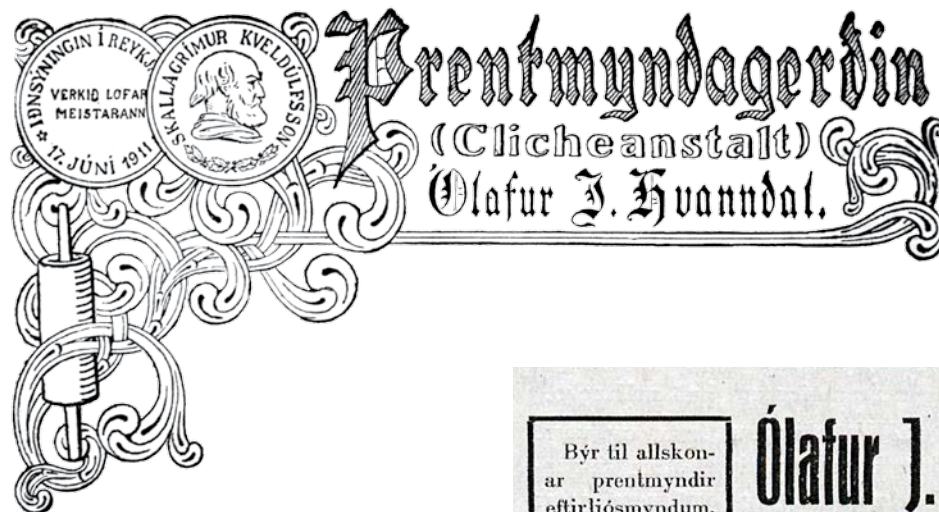 IÐNSÝNINGIN Í REYKJ
VERKIÐ LOFAR
MEISTARANN
* 17. JÚNÍ 1911 *
SKALLAGRÍMUR KVELDÚLFSSON
Prentmyndagerðin
(Clicheanstalt)
Ólafur J. Hvanndal.
Býr til allskon-
ar prentmyndir
eftirljósmyndum,
Ólafur J.